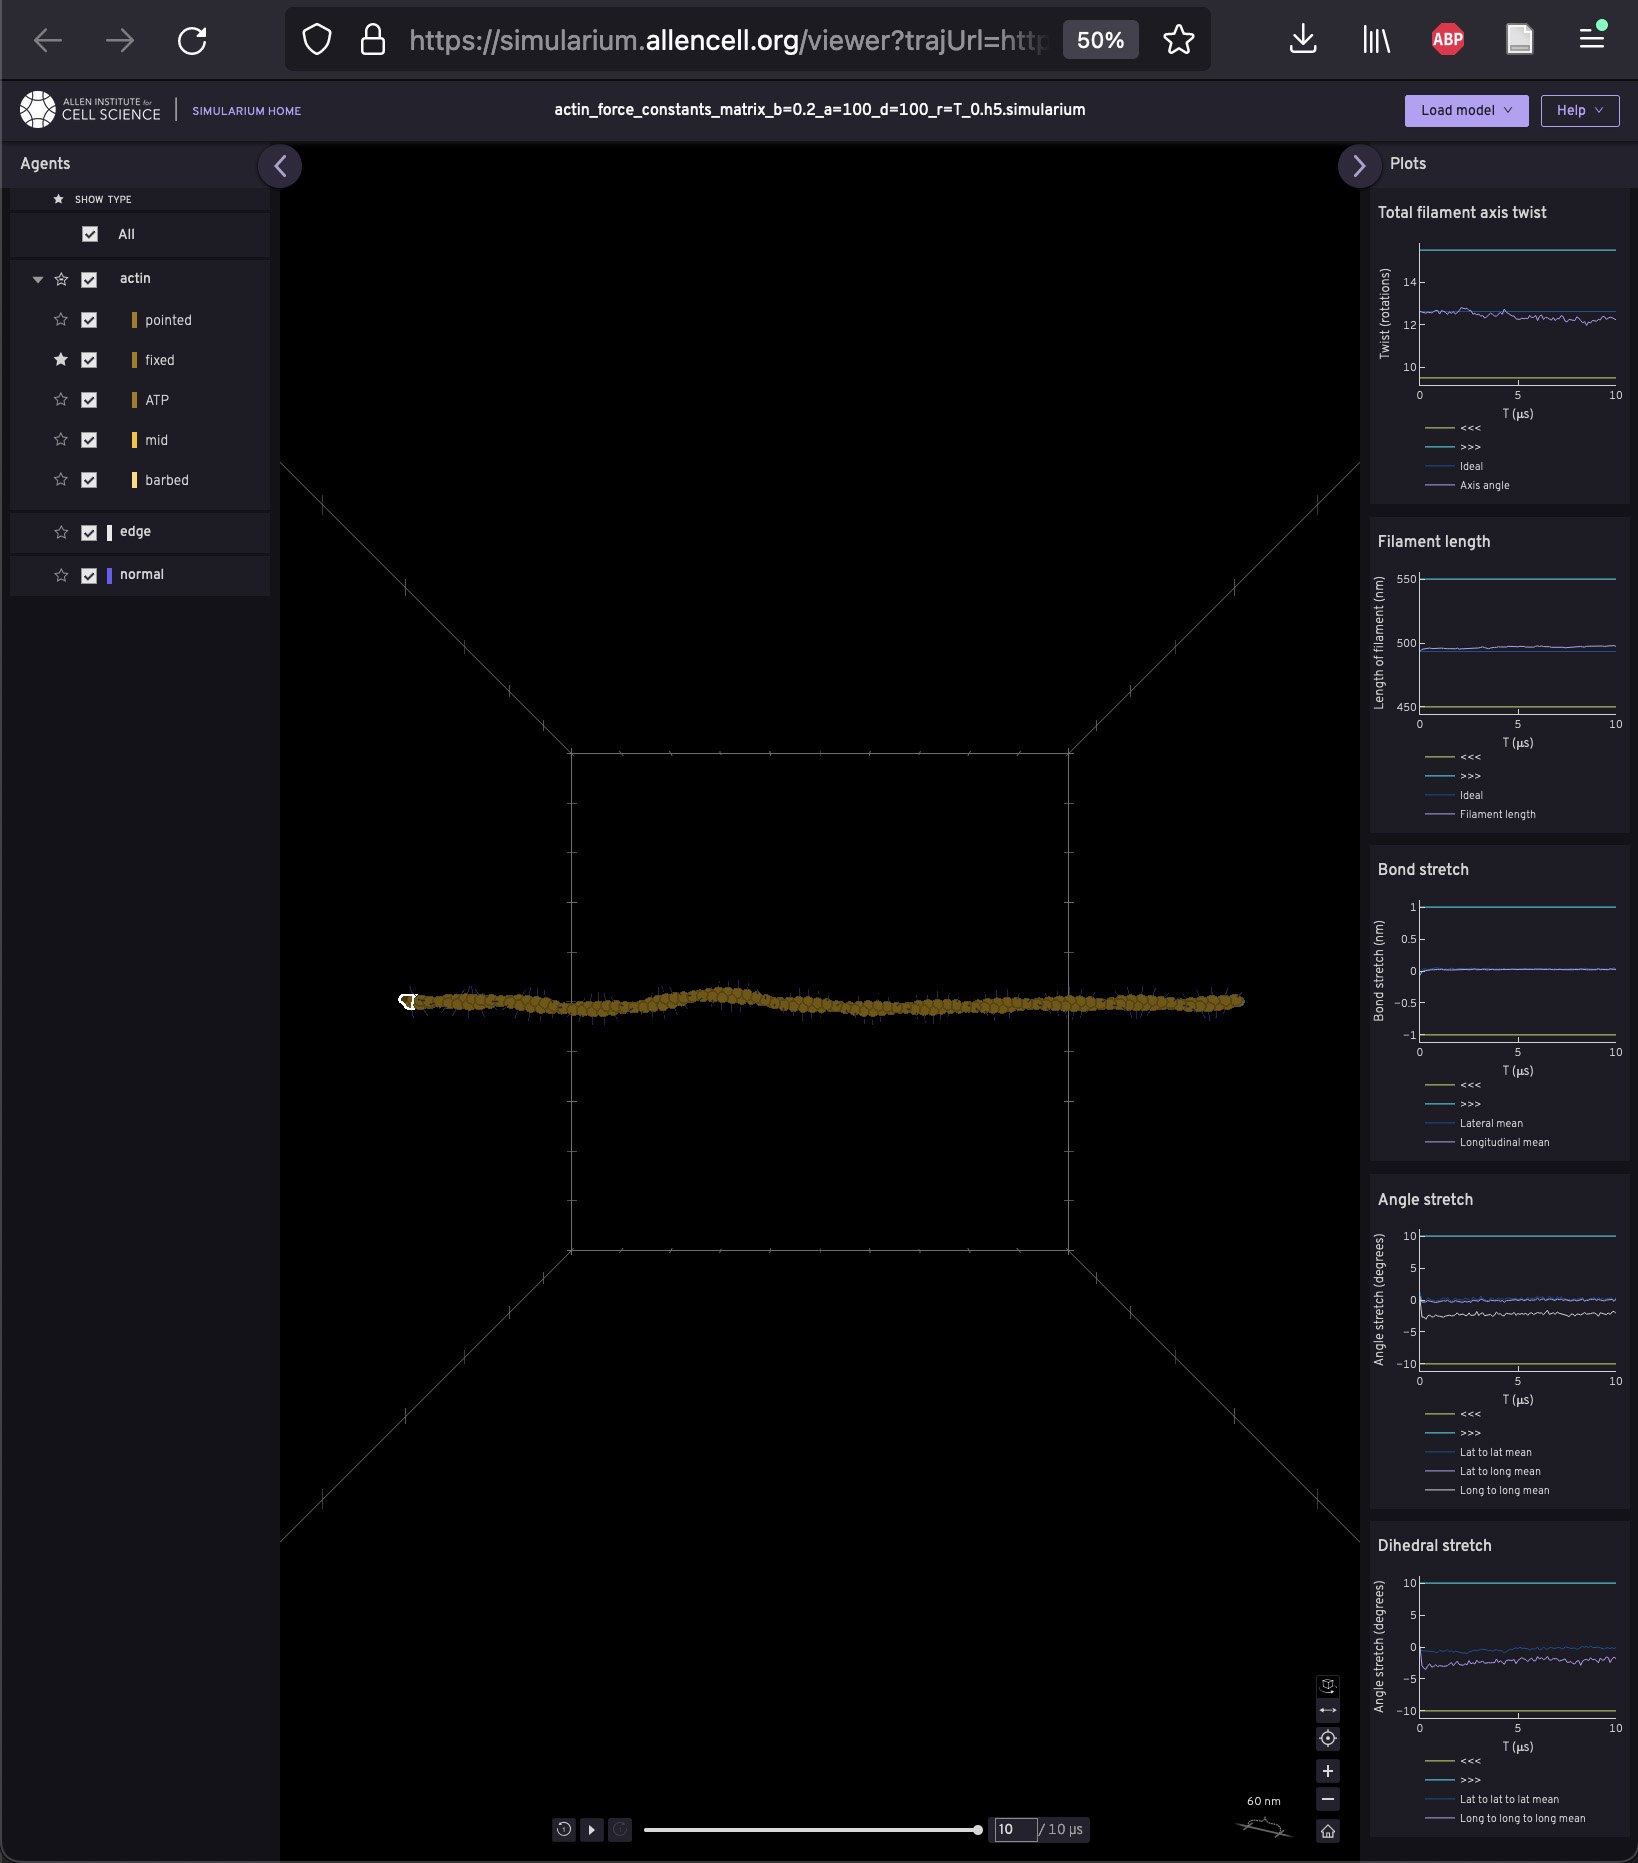 https://simularium.allencell.org/viewer?trajUrl=http
50%
ABP
ALLEN INSTITUTE for
CELL SCIENCE
SIMULARIUM HOME
actin_force_constants_matrix_b=0.2_a=100_d=100_r=T_0.h5.simularium
Load model
Help
Agents
SHOW TYPE
All
actin
pointed
fixed
ATP
mid
barbed
edge
normal
60 nm
10 / 10 µs
Plots
Total filament axis twist
Twist (rotations)
14
12
10
0 5 10
T (µs)
<<<
>>>
Ideal
Axis angle
Filament length
Length of filament (nm)
550
500
450
0 5 10
T (µs)
<<<
>>>
Ideal
Filament length
Bond stretch
Bond stretch (nm)
1
0.5
0
−0.5
−1
0 5 10
T (µs)
<<<
>>>
Lateral mean
Longitudinal mean
Angle stretch
Angle stretch (degrees)
10
5
0
−5
−10
0 5 10
T (µs)
<<<
>>>
Lat to lat mean
Lat to long mean
Long to long mean
Dihedral stretch
Angle stretch (degrees)
10
5
0
−5
−10
0 5 10
T (µs)
<<<
>>>
Lat to lat to lat mean
Long to long to long mean